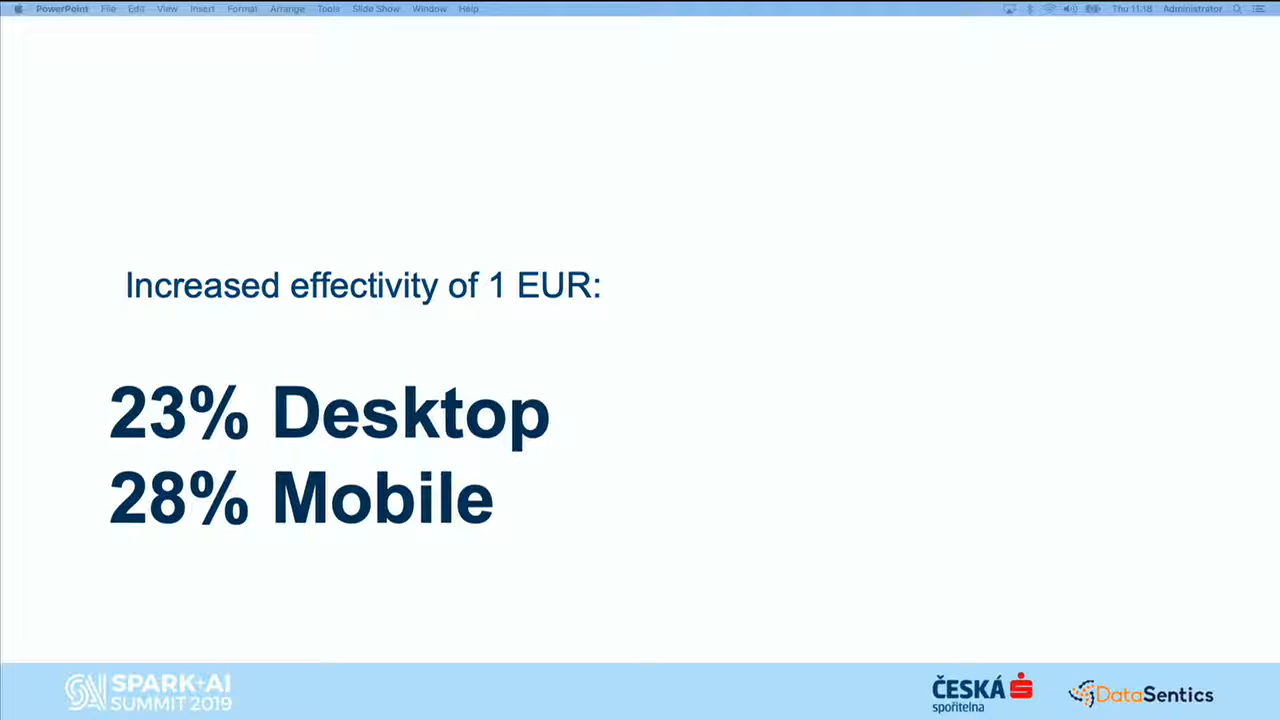 PowerPoint File Edit View Insert Format Arrange Tools Slide Show Window Help Thu 11.18 Administrator
Increased effectivity of 1 EUR:
23% Desktop
28% Mobile
SPARK+AI
SUMMIT 2019
ČESKÁ
spořitelna
DataSentics